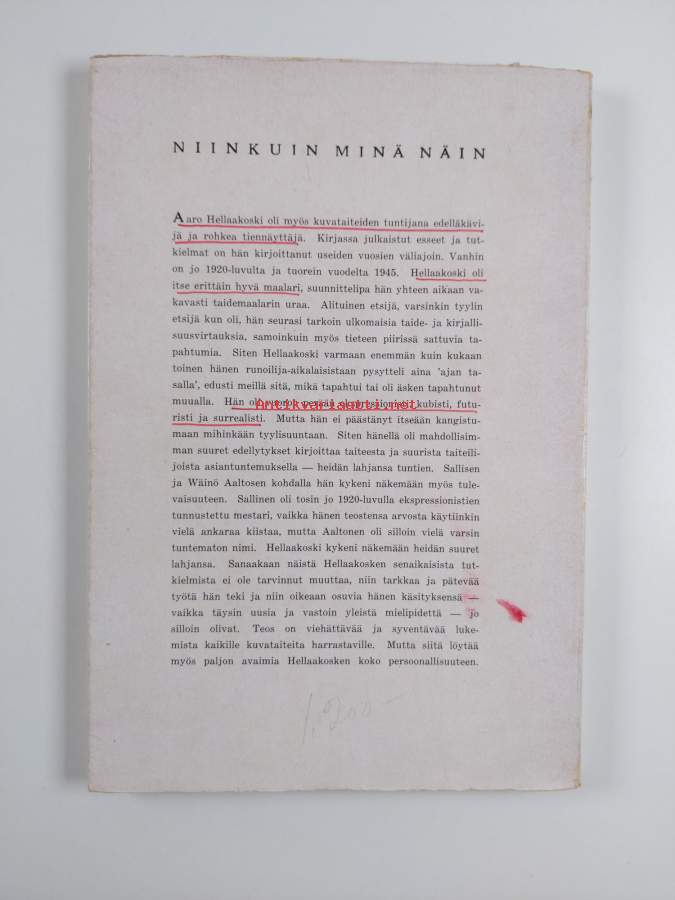 NIINKUIN MINÄ NÄIN
Aaro Hellaakoski oli myös kuvataiteiden tuntijana edelläkävi-
jä ja rohkea tiennäyttäjä. Kirjassa julkaistut esseet ja tut-
kielmat on hän kirjoittanut useiden vuosien väliajoin. Vanhin
on jo 1920-luvulta ja tuorein vuodelta 1945. Hellaakoski oli
itse erittäin hyvä maalari, suunnittelipa hän yhteen aikaan va-
kavasti taidemaalarin uraa. Alituinen etsijä, varsinkin tyylin
etsijä kun oli, hän seurasi tarkoin ulkomaisia taide- ja kirjalli-
suusvirtauksia, samoinkuin myös tieteen piirissä sattuvia ta-
pahtumia. Siten Hellaakoski varmaan enemmän kuin kukaan
toinen hänen runoilija-aikalaisistaan pysytteli aina 'ajan ta-
salla', edusti meillä sitä, mikä tapahtui tai oli äsken tapahtunut
muualla. Hän oli vuoron perään ekspressionisti, kubisti, futu-
Antikvariaatti.net
risti ja surrealisti. Mutta hän ei päästänyt itseään kangistu-
maan mihinkään tyylisuuntaan. Siten hänellä oli mahdollisim-
man suuret edellytykset kirjoittaa taiteesta ja suurista taiteili-
joista asiantuntemuksella — heidän lahjansa tuntien. Sallisen
ja Wäinö Aaltosen kohdalla hän kykeni näkemään myös tule-
vaisuuteen. Sallinen oli tosin jo 1920-luvulla ekspressionistien
tunnustettu mestari, vaikka hänen teostensa arvosta käytiinkin
vielä ankaraa kiistaa, mutta Aaltonen oli silloin vielä varsin
tuntematon nimi. Hellaakoski kykeni näkemään heidän suuret
lahjansa. Sanaakaan näistä Hellaakosken senaikaisista tut-
kielmista ei ole tarvinnut muuttaa, niin tarkkaa ja pätevää
työtä hän teki ja niin oikeaan osuvia hänen käsityksensä —
vaikka täysin uusia ja vastoin yleistä mielipidettä — jo
silloin olivat. Teos on viehättävää ja syventävää luke-
mista kaikille kuvataiteita harrastaville. Mutta siitä löytää
myös paljon avaimia Hellaakosken koko persoonallisuuteen.
1.200-